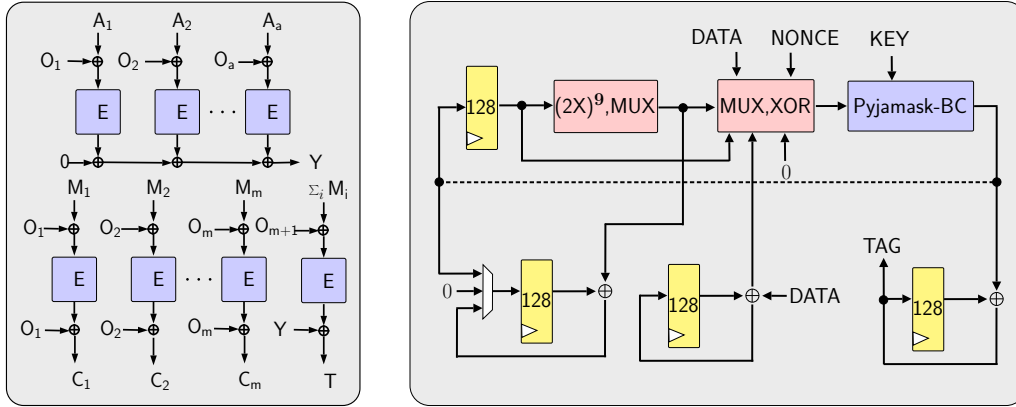 A1 A2 Aa
O1 O2 Oa
E E · · · E
0 Y
M1 M2 Mm Σi Mi
O1 O2 Om Om+1
E E · · · E E
O1 O2 Om Y
C1 C2 Cm T
DATA NONCE KEY
128 (2X)9,MUX MUX,XOR Pyjamask-BC
0
TAG
0 128 128 DATA 128